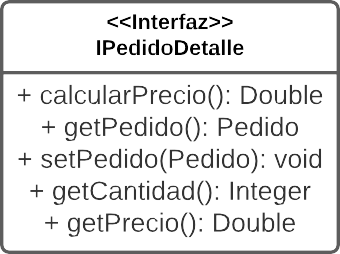 <<Interfaz>>
IPedidoDetalle
+ calcularPrecio(): Double
+ getPedido(): Pedido
+ setPedido(Pedido): void
+ getCantidad(): Integer
+ getPrecio(): Double